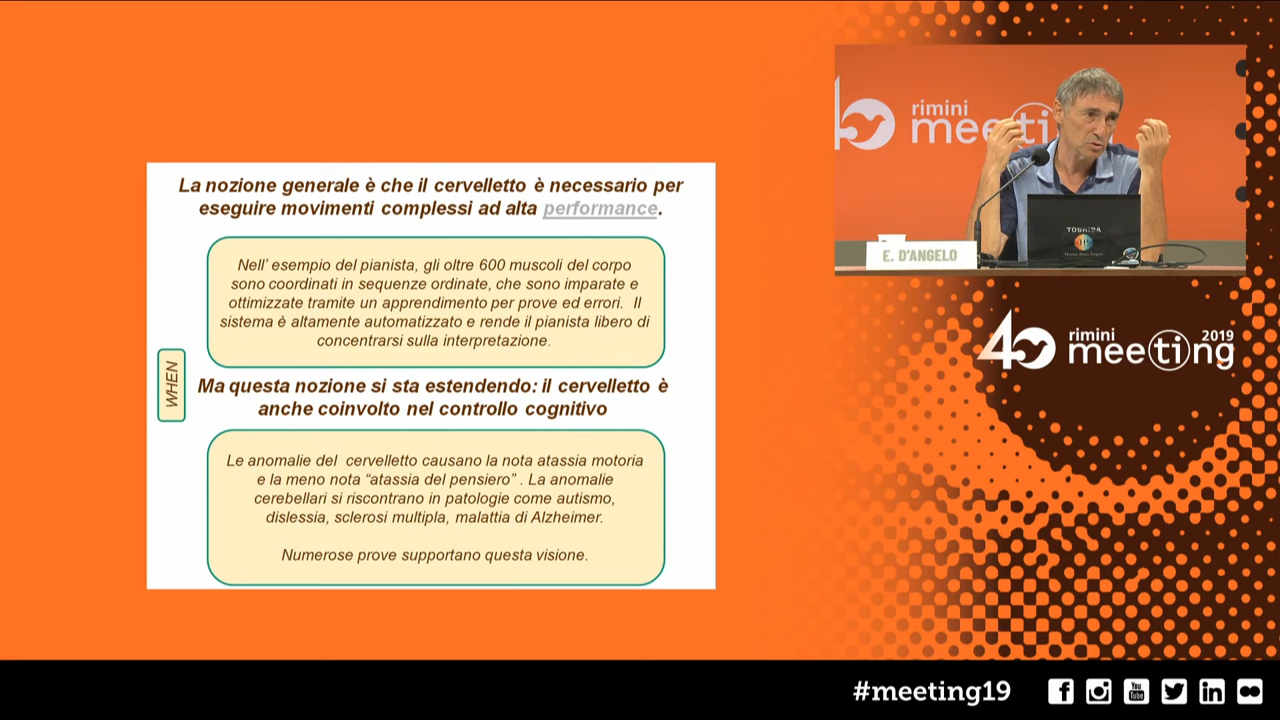 La nozione generale è che il cervelletto è necessario per
eseguire movimenti complessi ad alta performance.
Nell' esempio del pianista, gli oltre 600 muscoli del corpo
sono coordinati in sequenze ordinate, che sono imparate e
ottimizzate tramite un apprendimento per prove ed errori. Il
sistema è altamente automatizzato e rende il pianista libero di
concentrarsi sulla interpretazione.
WHEN
Ma questa nozione si sta estendendo: il cervelletto è
anche coinvolto nel controllo cognitivo
Le anomalie del cervelletto causano la nota atassia motoria
e la meno nota “atassia del pensiero” . La anomalie
cerebellari si riscontrano in patologie come autismo,
dislessia, sclerosi multipla, malattia di Alzheimer.
Numerose prove supportano questa visione.
rimini
meeti
TOSHIBA
E. D'ANGELO
40 rimini 2019
meeting
#meeting19
You
Tube